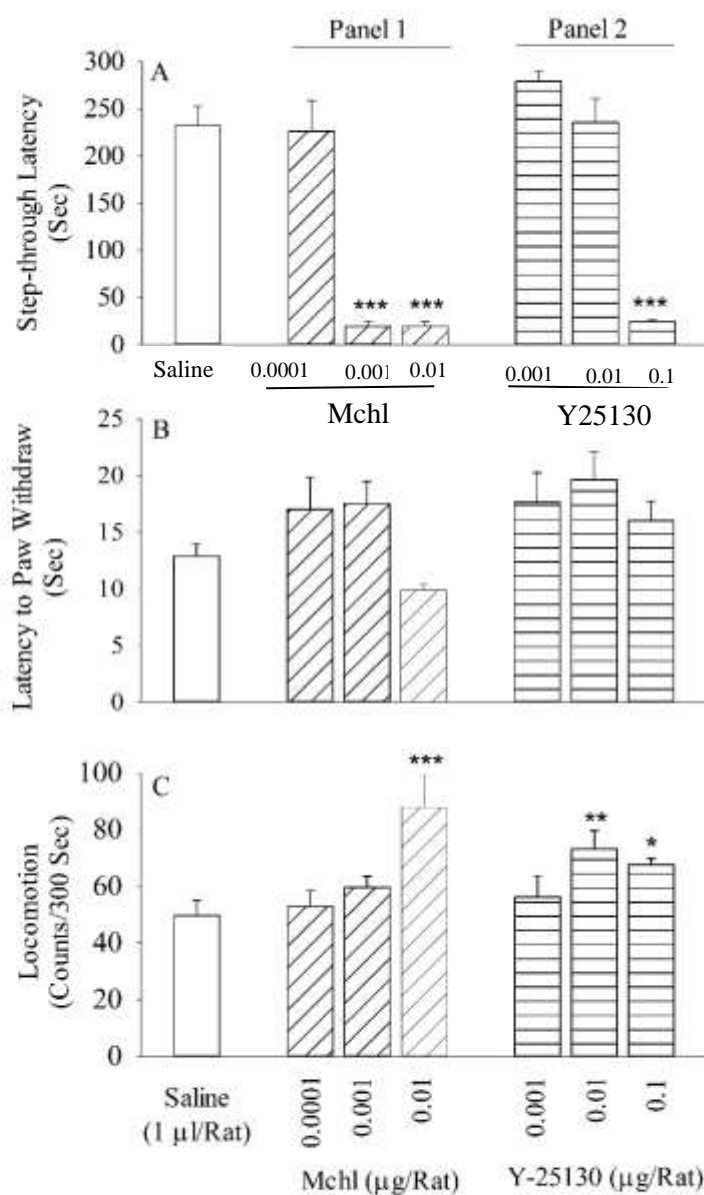 Panel 1 Panel 2
A
Step-through Latency
(Sec)
300
250
200
150
100
50
0
*** *** ***
Saline 0.0001 0.001 0.01 0.001 0.01 0.1
Mchl Y25130
B
Latency to Paw Withdraw
(Sec)
25
20
15
10
5
0
C
Locomotion
(Counts/300 Sec)
100
80
60
40
20
0
*** ** *
Saline
(1 µl/Rat)
0.0001 0.001 0.01 0.001 0.01 0.1
Mchl (µg/Rat) Y-25130 (µg/Rat)